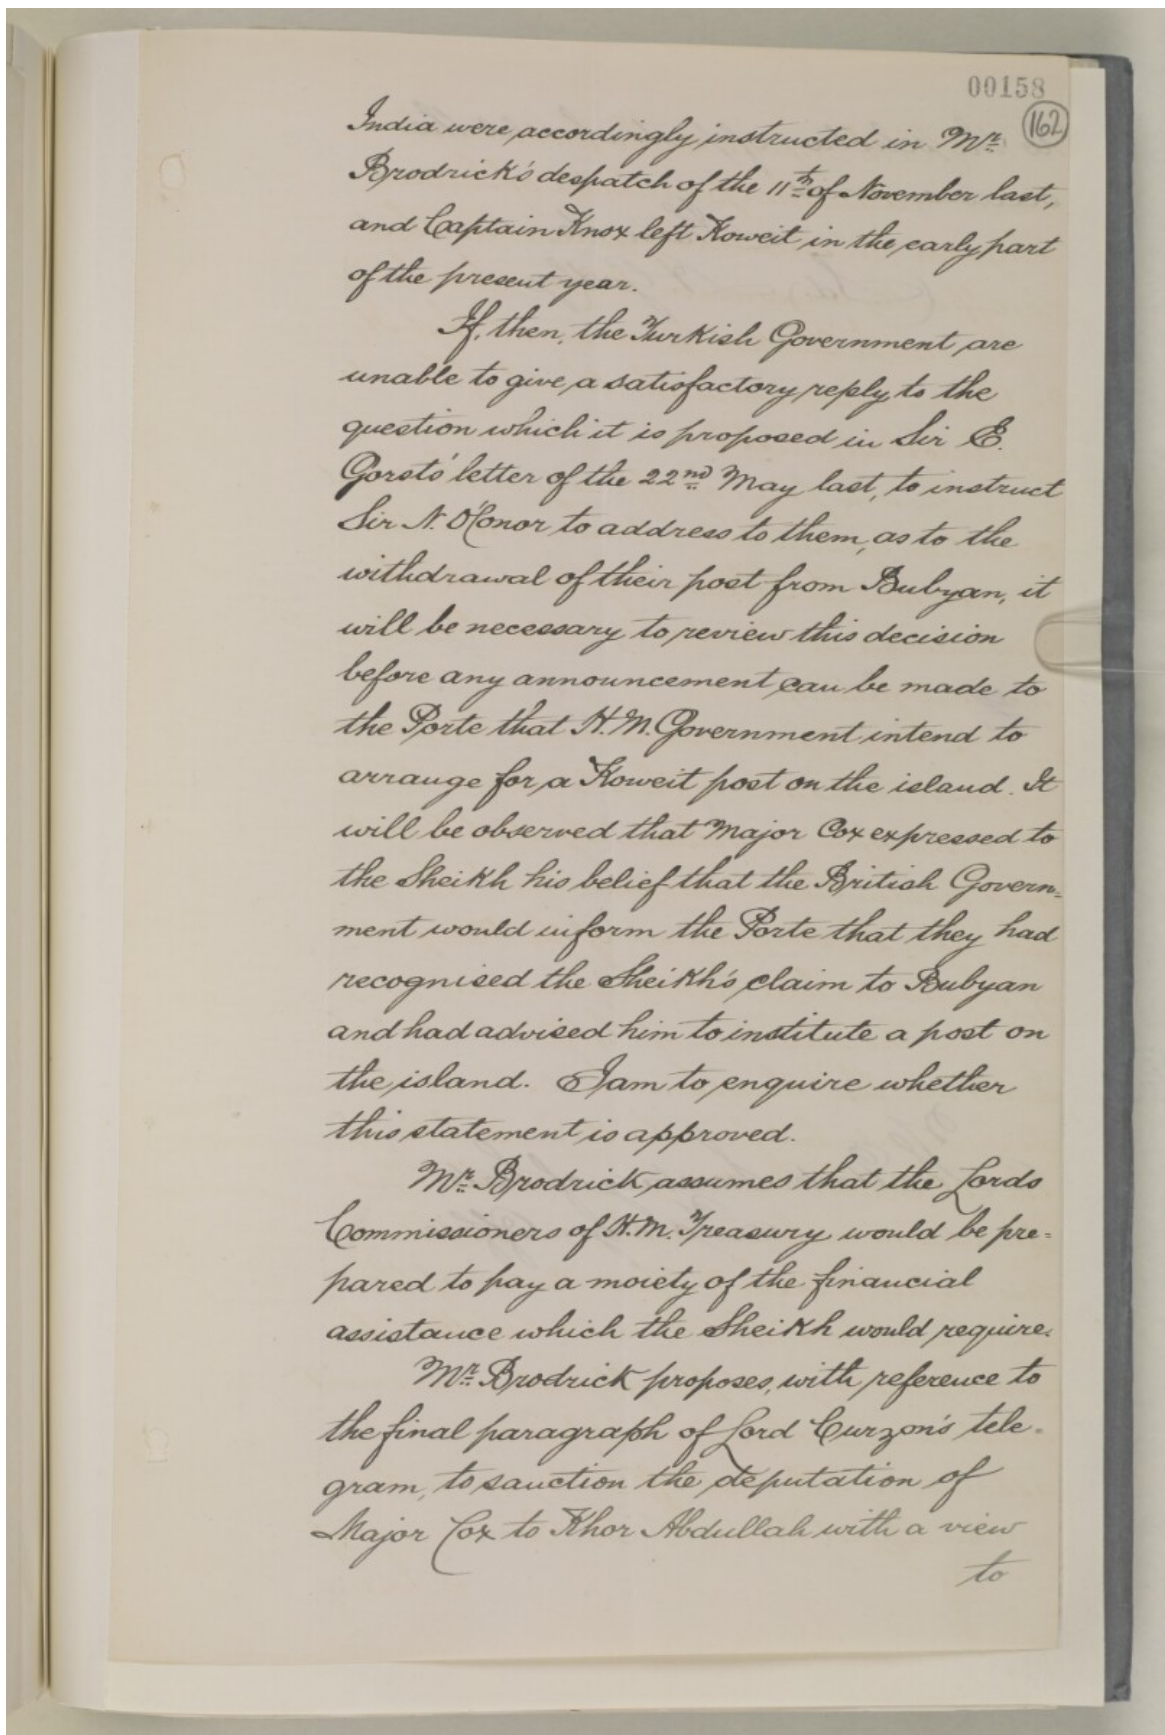 00158
162
India were accordingly instructed in Mr.
Brodrick's despatch of the 11th of November last,
and Captain Knox left Koweit in the early part
of the present year.
If, then, the Turkish Government are
unable to give a satisfactory reply to the
question which it is proposed in Sir E.
Gorsts' letter of the 22nd May last, to instruct
Sir N. O'Conor to address to them, as to the
withdrawal of their post from Bubyan, it
will be necessary to review this decision
before any announcement can be made to
the Porte that H.M. Government intend to
arrange for a Koweit post on the island. It
will be observed that Major Cox expressed to
the Sheikh his belief that the British Govern-
ment would inform the Porte that they had
recognised the Sheikh's claim to Bubyan
and had advised him to institute a post on
the island. I am to enquire whether
this statement is approved.
Mr. Brodrick assumes that the Lords
Commissioners of H.M. Treasury would be pre-
pared to pay a moiety of the financial
assistance which the Sheikh would require.
Mr. Brodrick proposes, with reference to
the final paragraph of Lord Curzon's tele-
gram, to sanction the deputation of
Major Cox to Khor Abdullah with a view
to